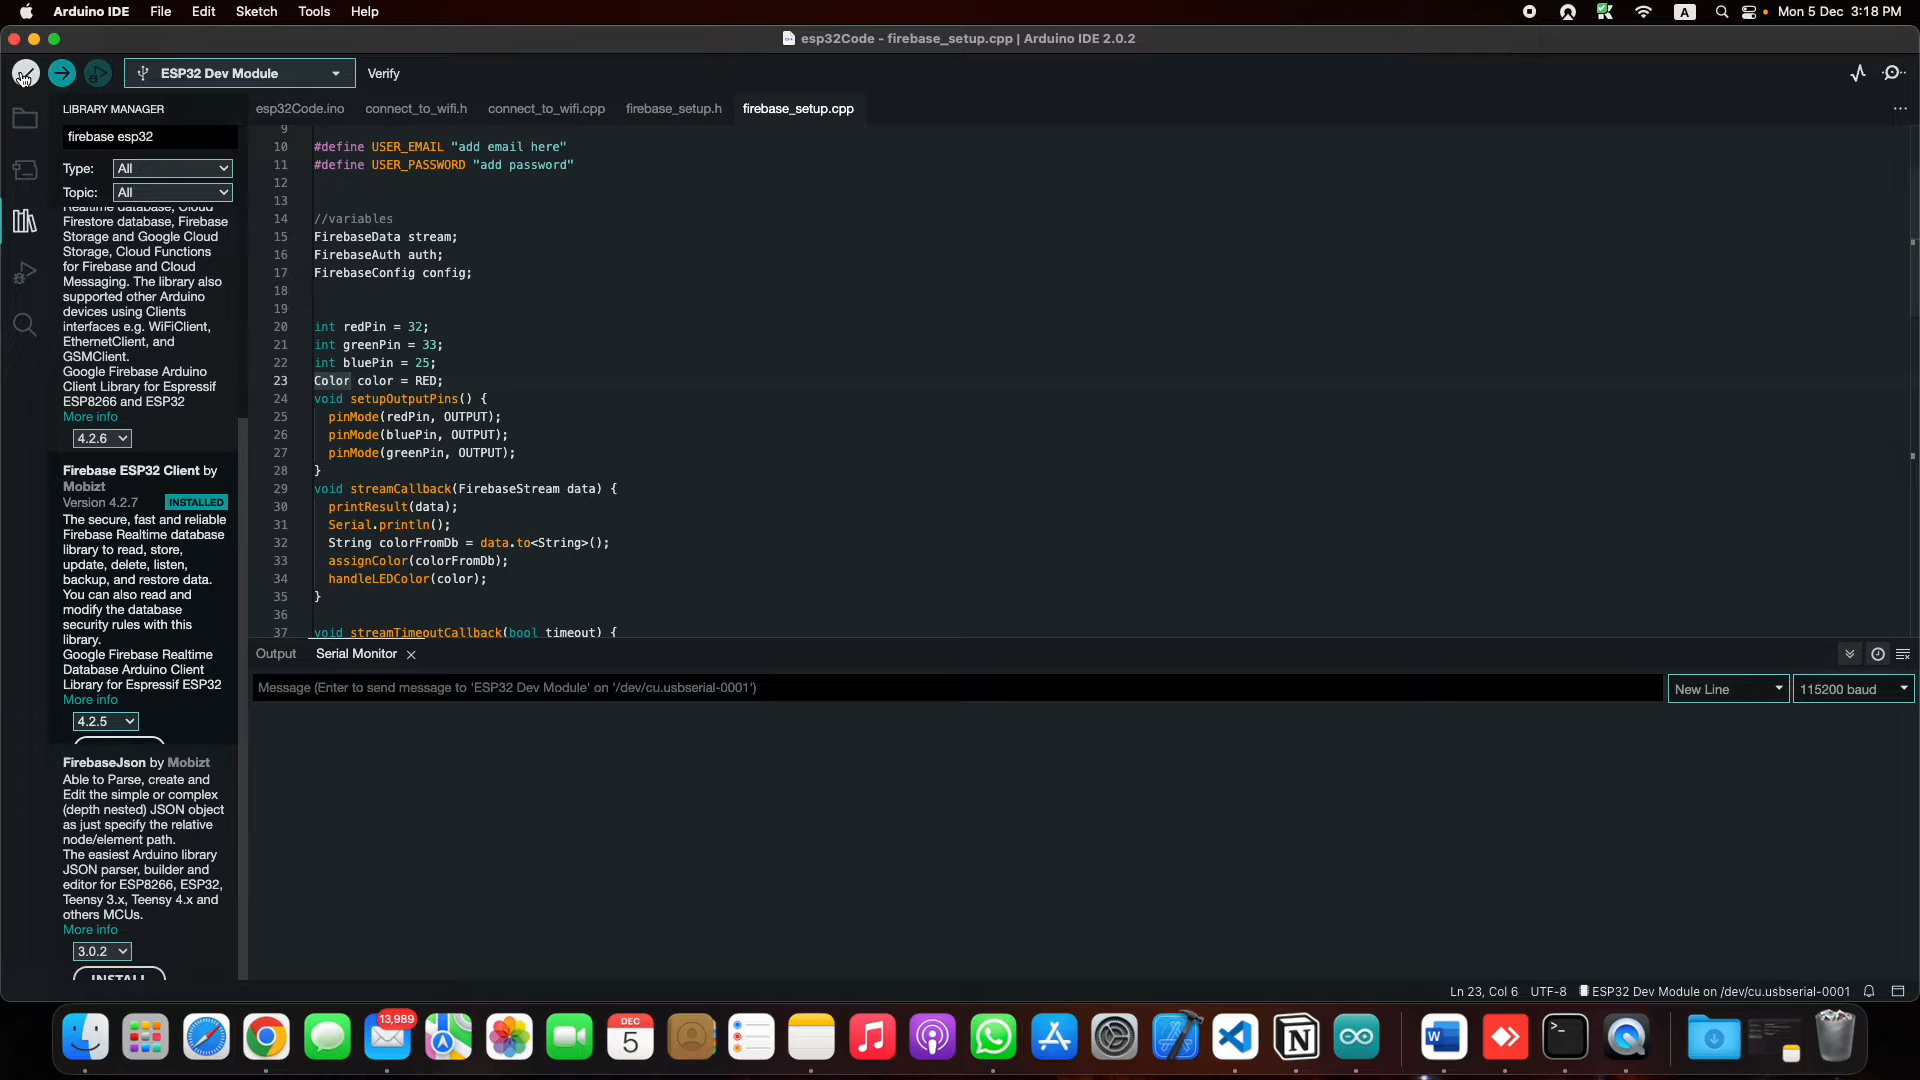 Arduino IDE File Edit Sketch Tools Help
A Mon 5 Dec 3:18 PM
esp32Code - firebase_setup.cpp | Arduino IDE 2.0.2
ESP32 Dev Module Verify
LIBRARY MANAGER
firebase esp32
Type: All
Topic: All
Realtime database, Cloud
Firestore database, Firebase
Storage and Google Cloud
Storage, Cloud Functions
for Firebase and Cloud
Messaging. The library also
supported other Arduino
devices using Clients
interfaces e.g. WiFiClient,
EthernetClient, and
GSMClient.
Google Firebase Arduino
Client Library for Espressif
ESP8266 and ESP32
More info
4.2.6
Firebase ESP32 Client by
Mobizt
Version 4.2.7 INSTALLED
The secure, fast and reliable
Firebase Realtime database
library to read, store,
update, delete, listen,
backup, and restore data.
You can also read and
modify the database
security rules with this
library.
Google Firebase Realtime
Database Arduino Client
Library for Espressif ESP32
More info
4.2.5
FirebaseJson by Mobizt
Able to Parse, create and
Edit the simple or complex
(depth nested) JSON object
as just specify the relative
node/element path.
The easiest Arduino library
JSON parser, builder and
editor for ESP8266, ESP32,
Teensy 3.x, Teensy 4.x and
others MCUs.
More info
3.0.2
INSTALL
esp32Code.ino connect_to_wifi.h connect_to_wifi.cpp firebase_setup.h firebase_setup.cpp
9
10 #define USER_EMAIL "add email here"
11 #define USER_PASSWORD "add password"
12
13
14 //variables
15 FirebaseData stream;
16 FirebaseAuth auth;
17 FirebaseConfig config;
18
19
20 int redPin = 32;
21 int greenPin = 33;
22 int bluePin = 25;
23 Color color = RED;
24 void setupOutputPins() {
25 pinMode(redPin, OUTPUT);
26 pinMode(bluePin, OUTPUT);
27 pinMode(greenPin, OUTPUT);
28 }
29 void streamCallback(FirebaseStream data) {
30 printResult(data);
31 Serial.println();
32 String colorFromDb = data.to<String>();
33 assignColor(colorFromDb);
34 handleLEDColor(color);
35 }
36
37 void streamTimeoutCallback(bool timeout) {
Output Serial Monitor
Message (Enter to send message to 'ESP32 Dev Module' on '/dev/cu.usbserial-0001')
New Line 115200 baud
Ln 23, Col 6 UTF-8 ESP32 Dev Module on /dev/cu.usbserial-0001
13,989
DEC
5